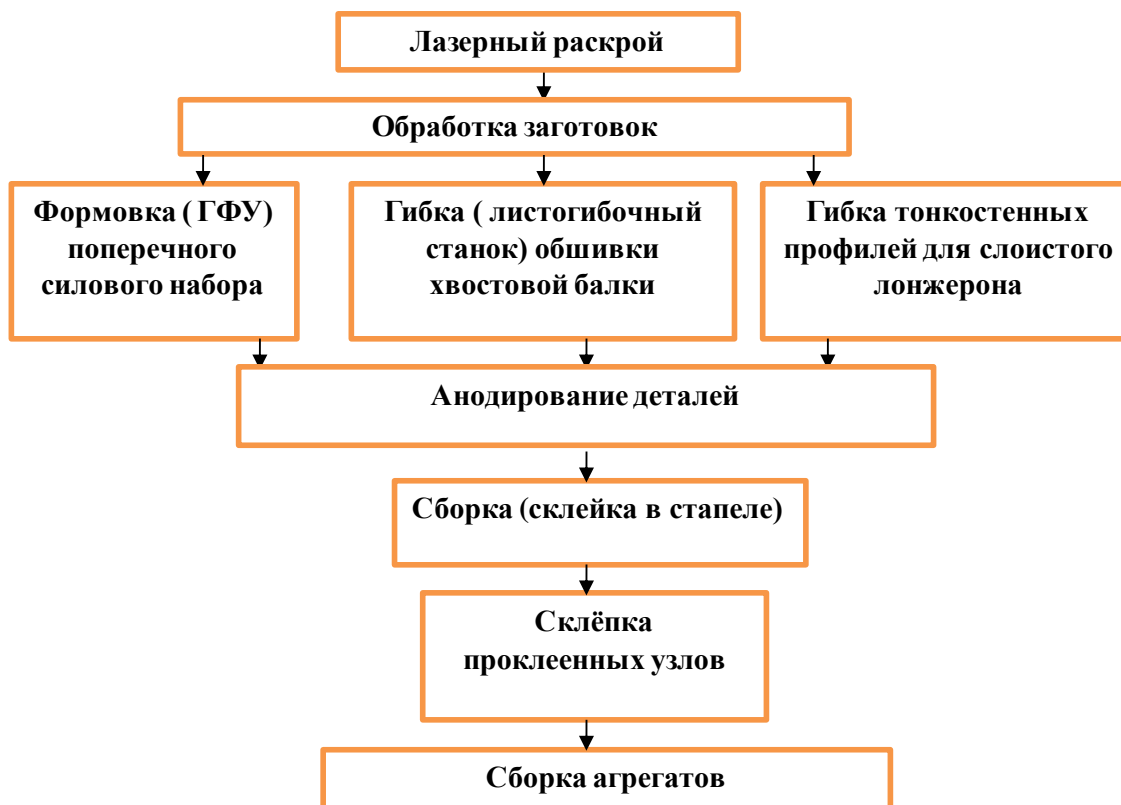 Лазерный раскрой
Обработка заготовок
Формовка ( ГФУ)
поперечного
силового набора
Гибка ( листогибочный
станок) обшивки
хвостовой балки
Гибка тонкостенных
профилей для слоистого
лонжерона
Анодирование деталей
Сборка (склейка в стапеле)
Склёпка
проклеенных узлов
Сборка агрегатов